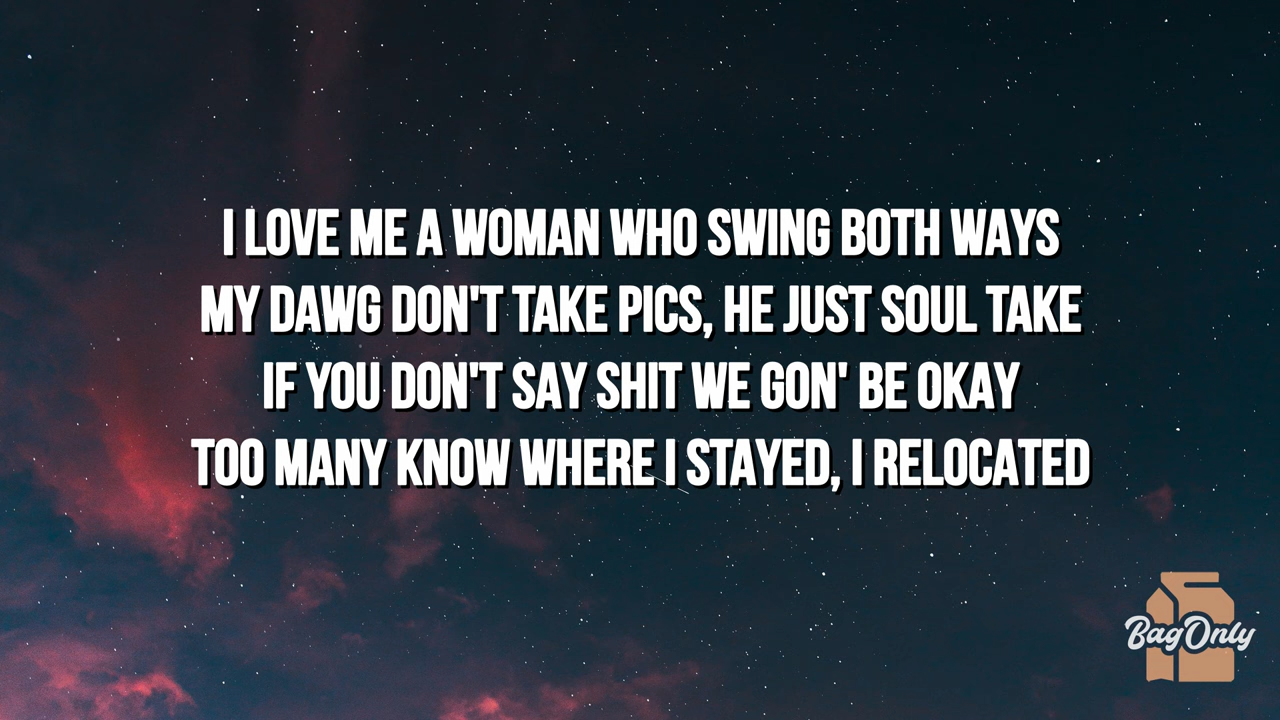 I LOVE ME A WOMAN WHO SWING BOTH WAYS
MY DAWG DON'T TAKE PICS, HE JUST SOUL TAKE
IF YOU DON'T SAY SHIT WE GON' BE OKAY
TOO MANY KNOW WHERE I STAYED, I RELOCATED
BagOnly